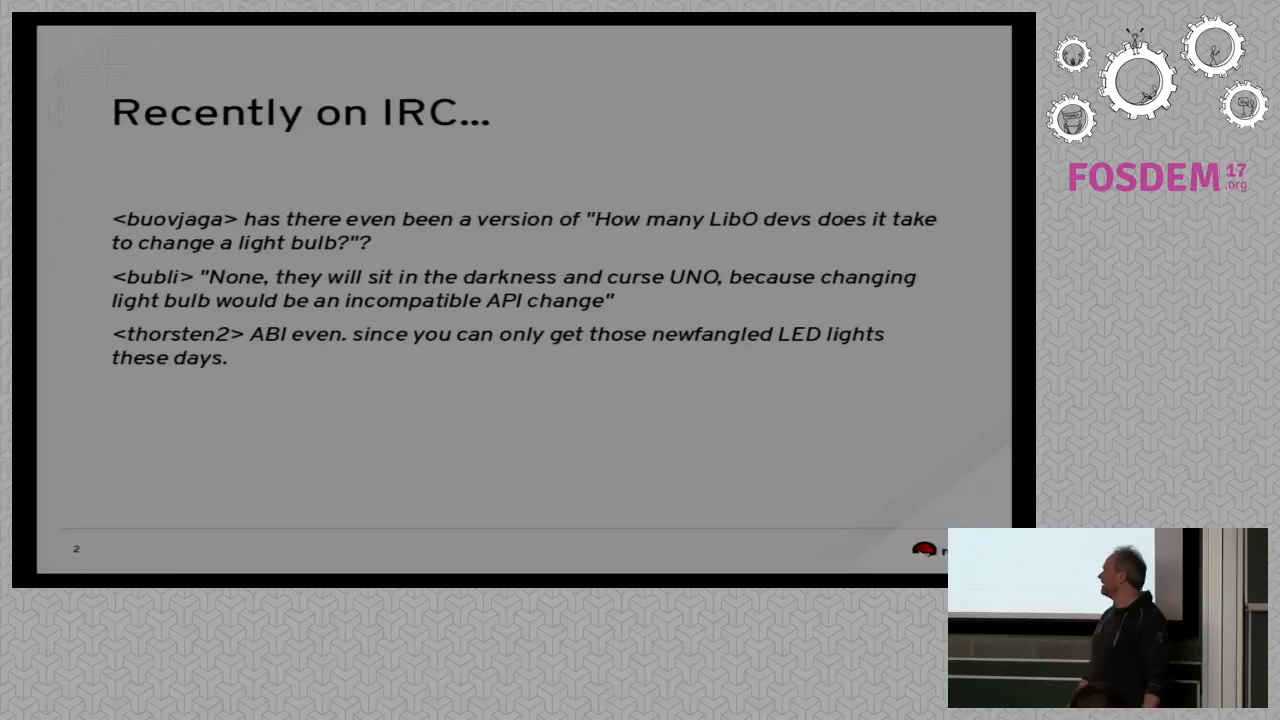 Recently on IRC...
<buovjaga> has there even been a version of "How many LibO devs does it take
to change a light bulb?"?
<bubli> "None, they will sit in the darkness and curse UNO, because changing
light bulb would be an incompatible API change"
<thorsten2> ABI even. since you can only get those newfangled LED lights
these days.
2
FOSDEM 17
.org